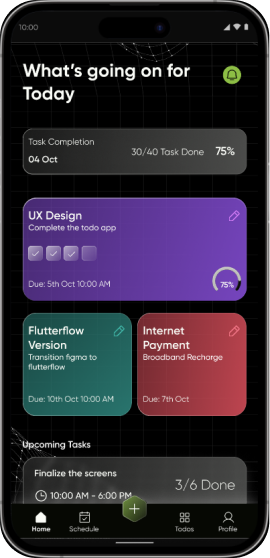 10:00
What's going on for
Today
Task Completion
04 Oct
30/40 Task Done 75%
UX Design
Complete the todo app
Due: 5th Oct 10:00 AM
75%
Flutterflow
Version
Transition figma to
flutterflow
Due: 10th Oct 10:00 AM
Internet
Payment
Broadband Recharge
Due: 7th Oct
Upcoming Tasks
Finalize the screens
10:00 AM - 6:00 PM
3/6 Done
Home
Schedule
Todos
Profile